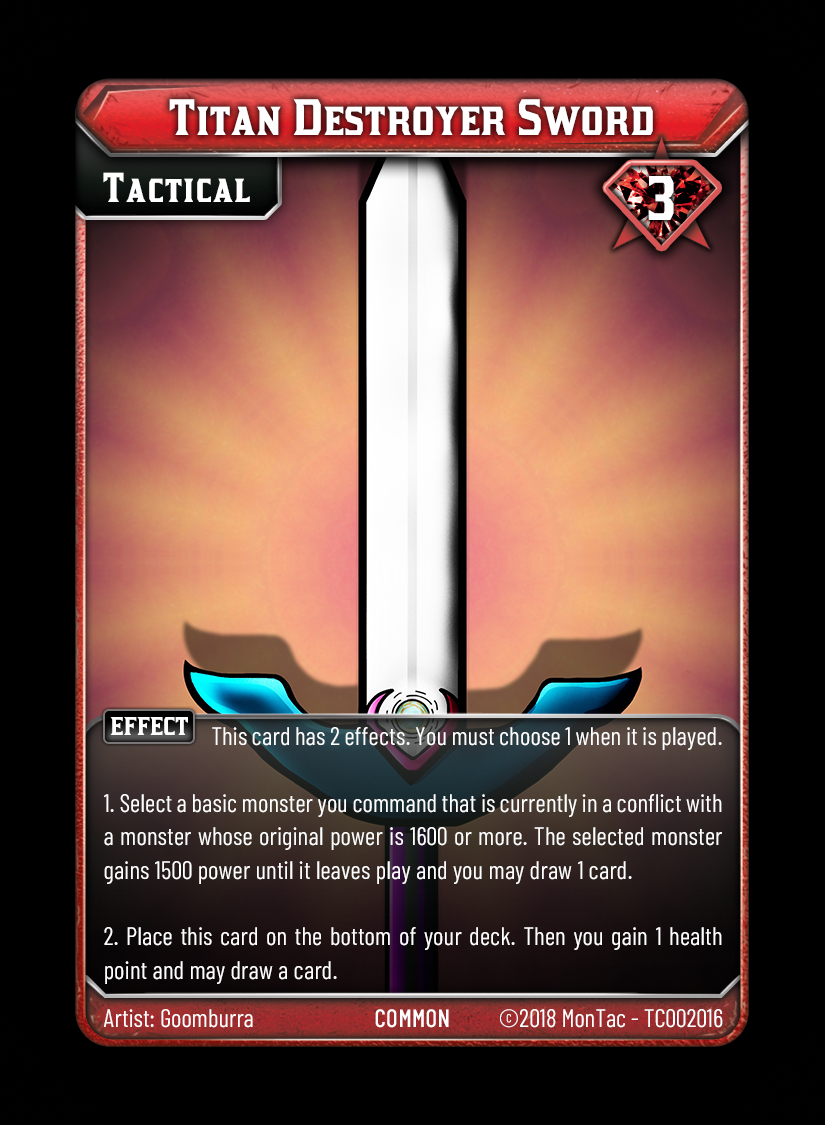 Titan Destroyer Sword
Tactical
3
EFFECT
This card has 2 effects. You must choose 1 when it is played.
1. Select a basic monster you command that is currently in a conflict with
a monster whose original power is 1600 or more. The selected monster
gains 1500 power until it leaves play and you may draw 1 card.
2. Place this card on the bottom of your deck. Then you gain 1 health
point and may draw a card.
Artist: Goomburra
COMMON
©2018 MonTac - TC002016